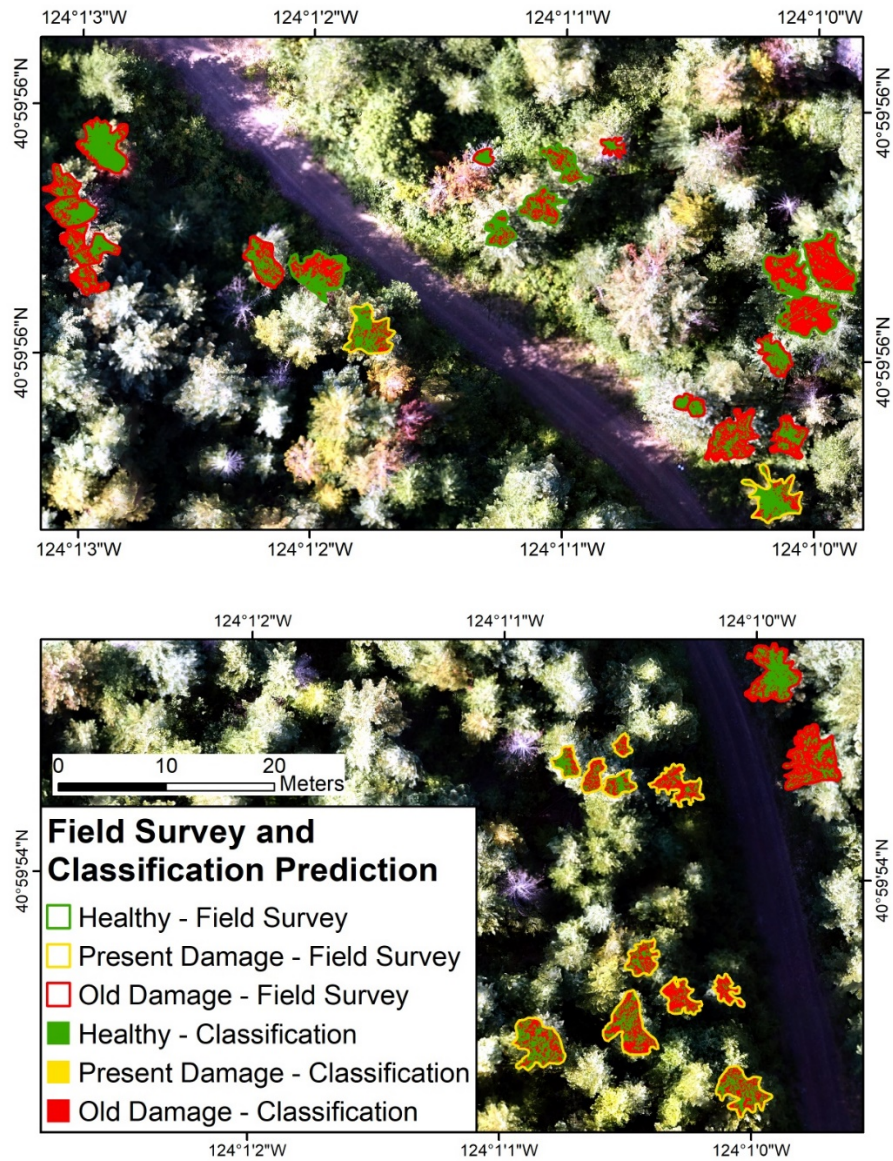 124°1'3"W 124°1'2"W 124°1'1"W 124°1'0"W
40°59'56"N
40°59'56"N
40°59'56"N
40°59'56"N
124°1'3"W 124°1'2"W 124°1'1"W 124°1'0"W
124°1'2"W 124°1'1"W 124°1'0"W
0 10 20
Meters
40°59'54"N
40°59'54"N
Field Survey and
Classification Prediction
Healthy - Field Survey
Present Damage - Field Survey
Old Damage - Field Survey
Healthy - Classification
Present Damage - Classification
Old Damage - Classification
124°1'2"W 124°1'1"W 124°1'0"W